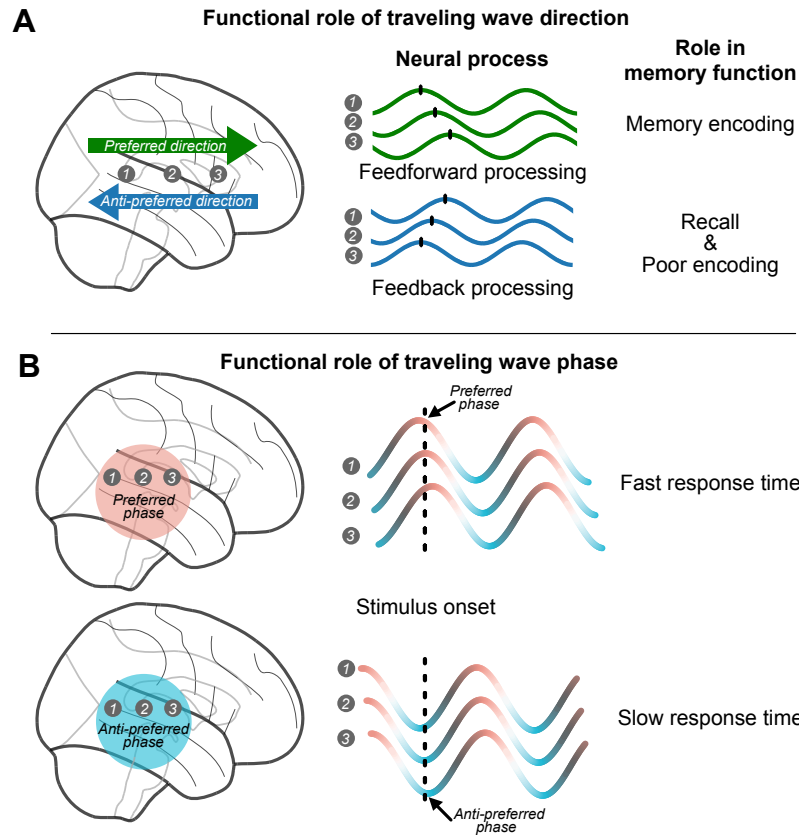 A
Functional role of traveling wave direction
Neural process
Role in
memory function
Preferred direction
1 2 3
Anti-preferred direction
1
2
3
Feedforward processing
Memory encoding
1
2
3
Feedback processing
Recall
&
Poor encoding
B
Functional role of traveling wave phase
1 2 3
Preferred
phase
Preferred
phase
1
2
3
Fast response time
Stimulus onset
1 2 3
Anti-preferred
phase
1
2
3
Anti-preferred
phase
Slow response time